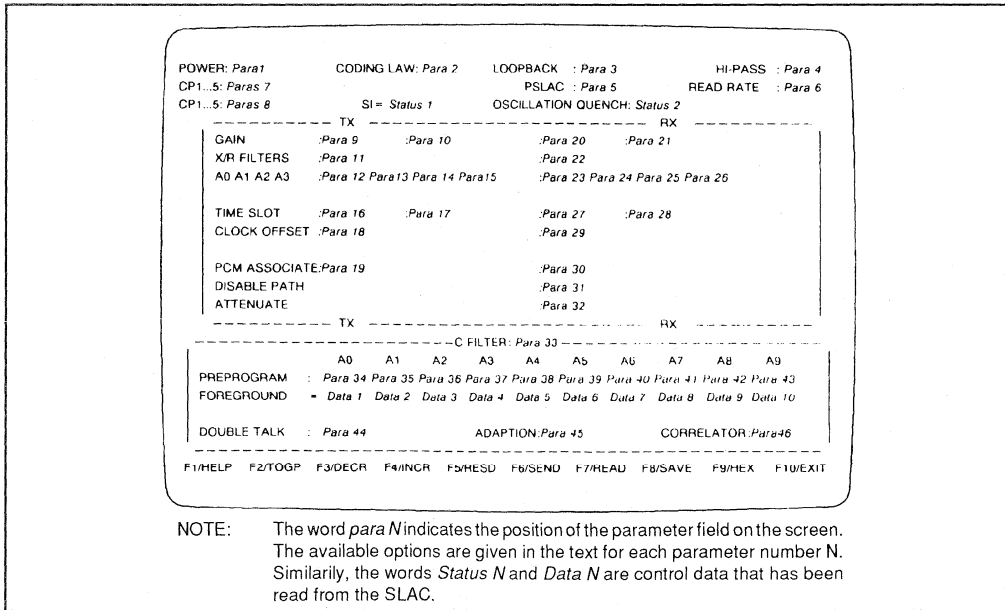 POWER: Para1 CODING LAW: Para 2 LOOPBACK : Para 3 HI-PASS : Para 4
CP1...5: Paras 7 PSLAC : Para 5 READ RATE : Para 6
CP1...5: Paras 8 SI = Status 1 OSCILLATION QUENCH: Status 2
TX RX
GAIN :Para 9 :Para 10 :Para 20 :Para 21
X/R FILTERS :Para 11 :Para 22
A0 A1 A2 A3 :Para 12 Para13 Para 14 Para15 :Para 23 Para 24 Para 25 Para 26
TIME SLOT :Para 16 :Para 17 :Para 27 :Para 28
CLOCK OFFSET :Para 18 :Para 29
PCM ASSOCIATE:Para 19 :Para 30
DISABLE PATH :Para 31
ATTENUATE :Para 32
TX RX
C FILTER: Para 33
A0 A1 A2 A3 A4 A5 A6 A7 A8 A9
PREPROGRAM : Para 34 Para 35 Para 36 Para 37 Para 38 Para 39 Para 40 Para 41 Para 42 Para 43
FOREGROUND = Data 1 Data 2 Data 3 Data 4 Data 5 Data 6 Data 7 Data 8 Data 9 Data 10
DOUBLE TALK : Para 44 ADAPTION:Para 45 CORRELATOR:Para46
F1/HELP F2/TOGP F3/DECR F4/INCR F5/RESD F6/SEND F7/READ F8/SAVE F9/HEX F10/EXIT
NOTE: The word para N indicates the position of the parameter field on the screen.
The available options are given in the text for each parameter number N.
Similarily, the words Status N and Data N are control data that has been
read from the SLAC.